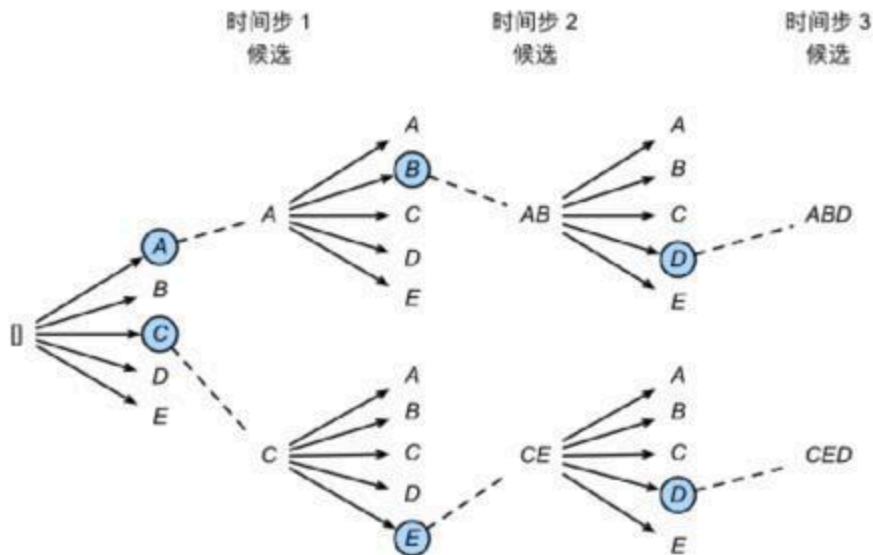 时间步 1 时间步 2 时间步 3
候选 候选 候选
A A
B B
A C AB C ABD
A D D
B E E
[] C
D A A
E B B
C C CE C CED
D D
E E